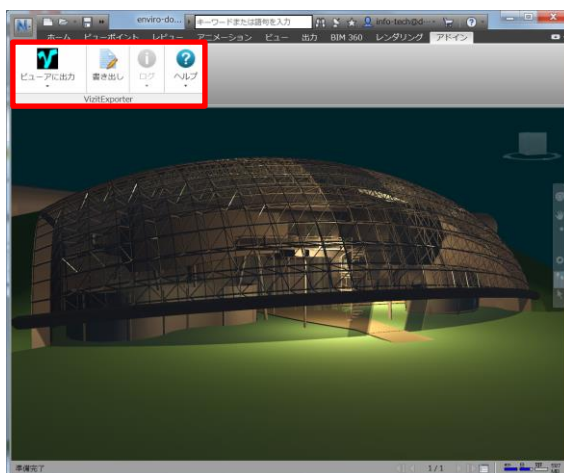 enviro-do... キーワードまたは語句を入力 info-tech@d...
ホーム ビューポイント レビュー アニメーション ビュー 出力 BIM 360 レンダリング アドイン
ビューアに出力 書き出し ログ ヘルプ
VizitExporter
準備完了 1 / 1